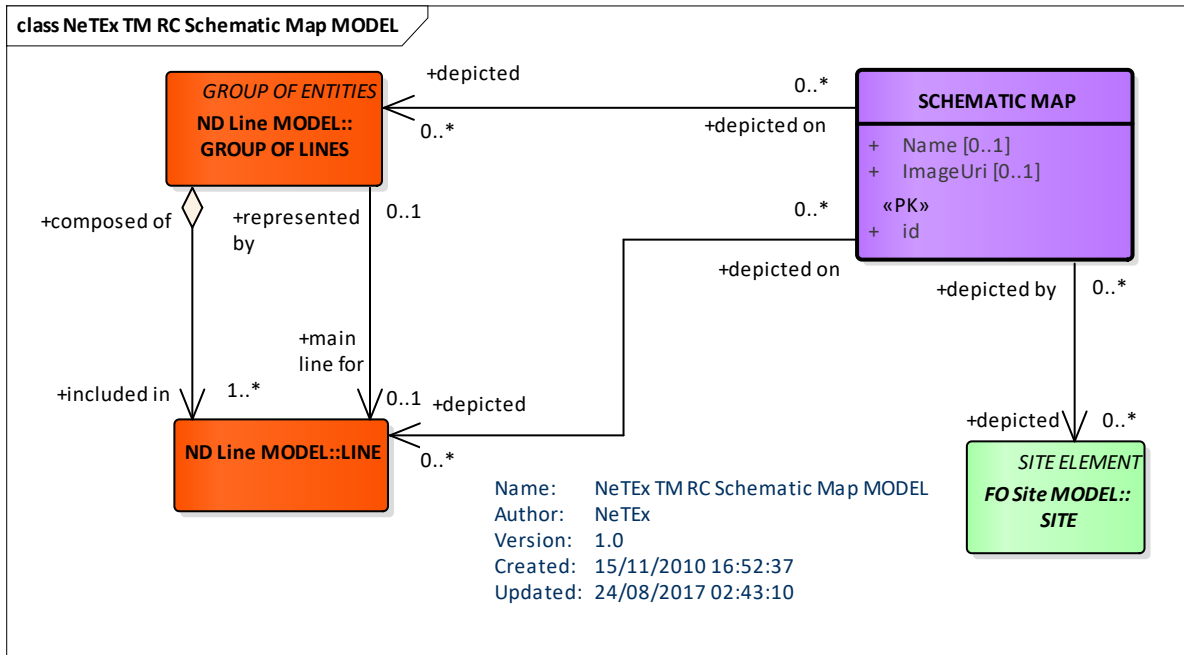 class NeTEx TM RC Schematic Map MODEL
GROUP OF ENTITIES
ND Line MODEL::
GROUP OF LINES
+depicted
0..*
0..*
+depicted on
SCHEMATIC MAP
+ Name [0..1]
+ ImageUri [0..1]
«PK»
+ id
+composed of
+represented
by
0..1
0..*
+depicted on
+depicted by
0..*
+main
line for
+included in
1..*
0..1
+depicted
0..*
ND Line MODEL::LINE
+depicted
0..*
SITE ELEMENT
FO Site MODEL::
SITE
Name: NeTEx TM RC Schematic Map MODEL
Author: NeTEx
Version: 1.0
Created: 15/11/2010 16:52:37
Updated: 24/08/2017 02:43:10